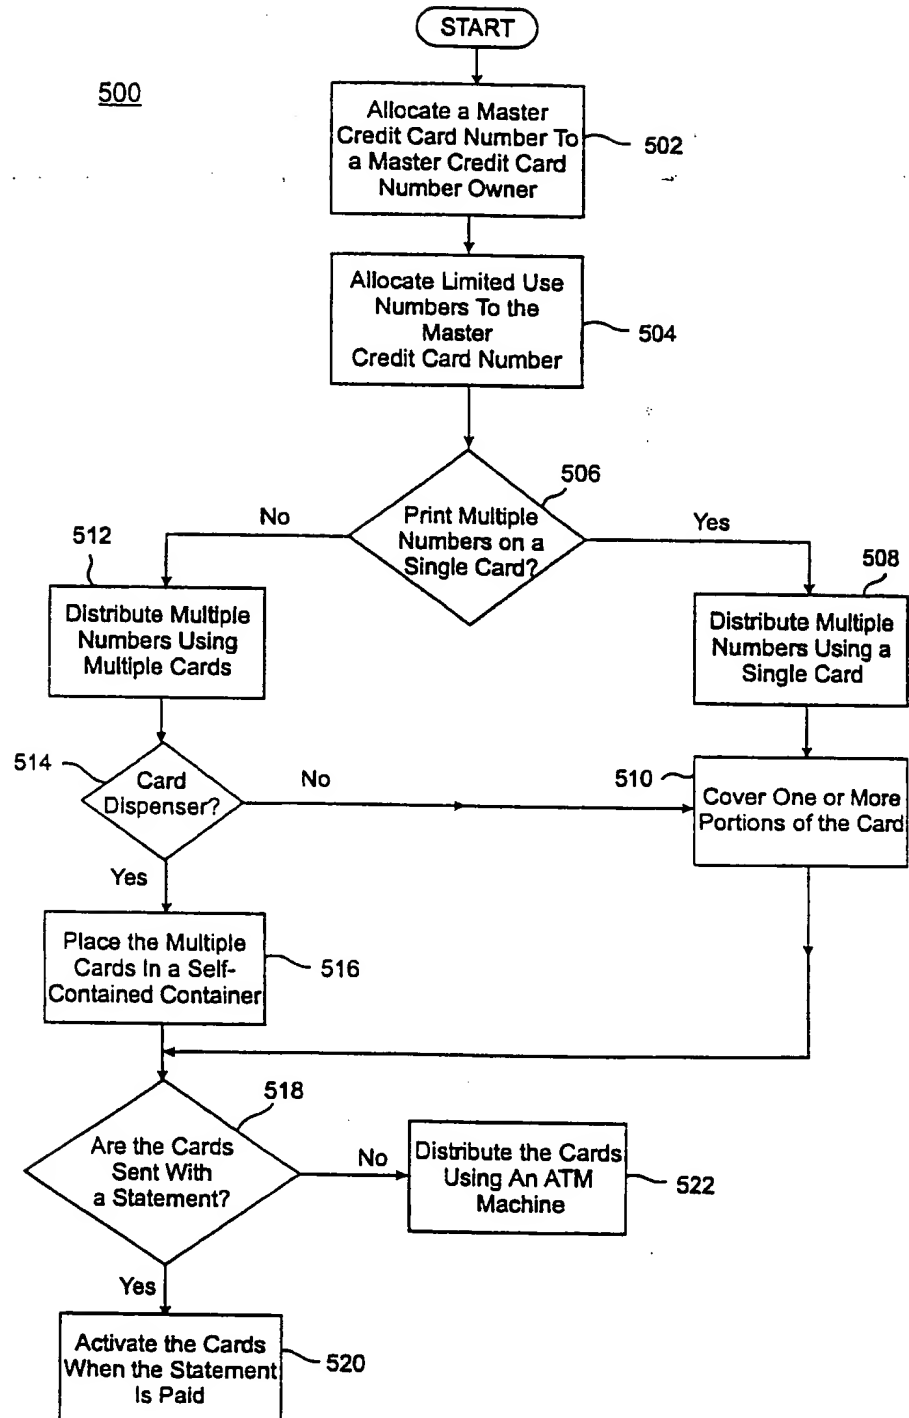 START
500
Allocate a Master
Credit Card Number To
a Master Credit Card
Number Owner
502
Allocate Limited Use
Numbers To the
Master
Credit Card Number
504
506
Print Multiple
Numbers on a
Single Card?
No
Yes
512
Distribute Multiple
Numbers Using
Multiple Cards
508
Distribute Multiple
Numbers Using a
Single Card
514
Card
Dispenser?
No
510
Cover One or More
Portions of the Card
Yes
Place the Multiple
Cards In a Self-
Contained Container
516
518
Are the Cards
Sent With
a Statement?
No
Distribute the Cards
Using An ATM
Machine
522
Yes
Activate the Cards
When the Statement
Is Paid
520